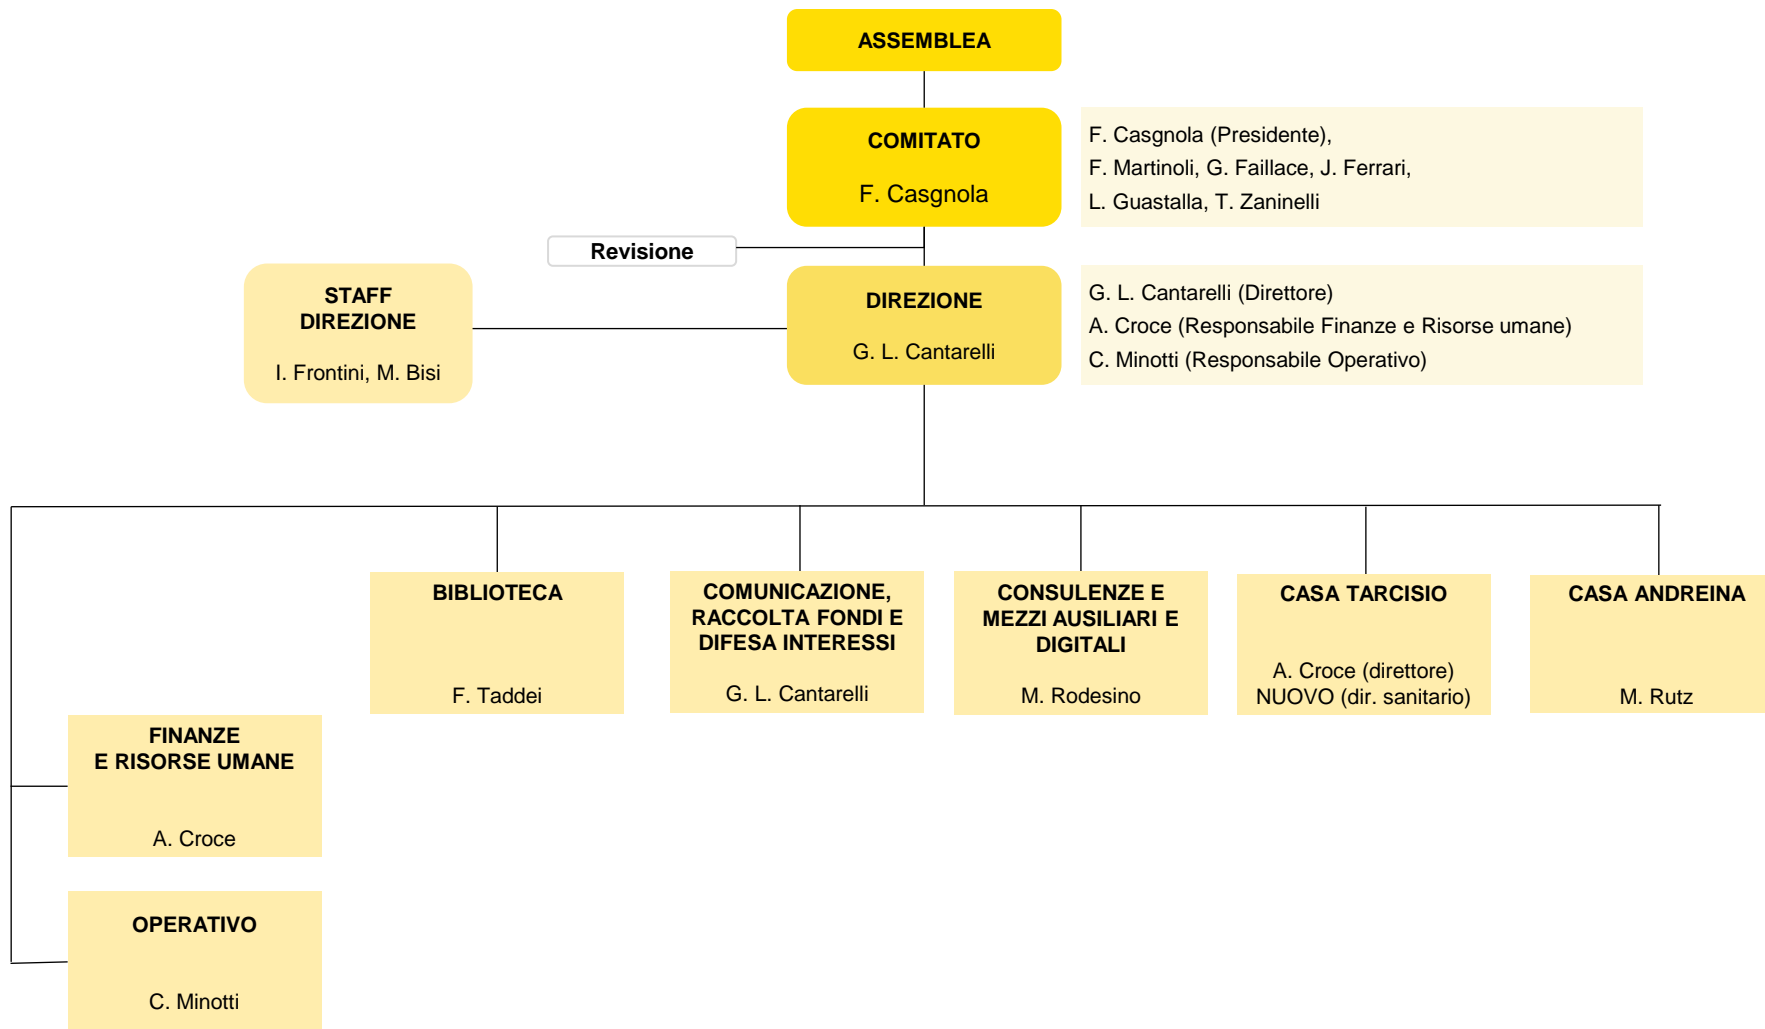 ASSEMBLEA
COMITATO
F. Casgnola
F. Casgnola (Presidente),
F. Martinoli, G. Faillace, J. Ferrari,
L. Guastalla, T. Zaninelli
Revisione
STAFF
DIREZIONE
I. Frontini, M. Bisi
DIREZIONE
G. L. Cantarelli
G. L. Cantarelli (Direttore)
A. Croce (Responsabile Finanze e Risorse umane)
C. Minotti (Responsabile Operativo)
BIBLIOTECA
F. Taddei
COMUNICAZIONE,
RACCOLTA FONDI E
DIFESA INTERESSI
G. L. Cantarelli
CONSULENZE E
MEZZI AUSILIARI E
DIGITALI
M. Rodesino
CASA TARCISIO
A. Croce (direttore)
NUOVO (dir. sanitario)
CASA ANDREINA
M. Rutz
FINANZE
E RISORSE UMANE
A. Croce
OPERATIVO
C. Minotti